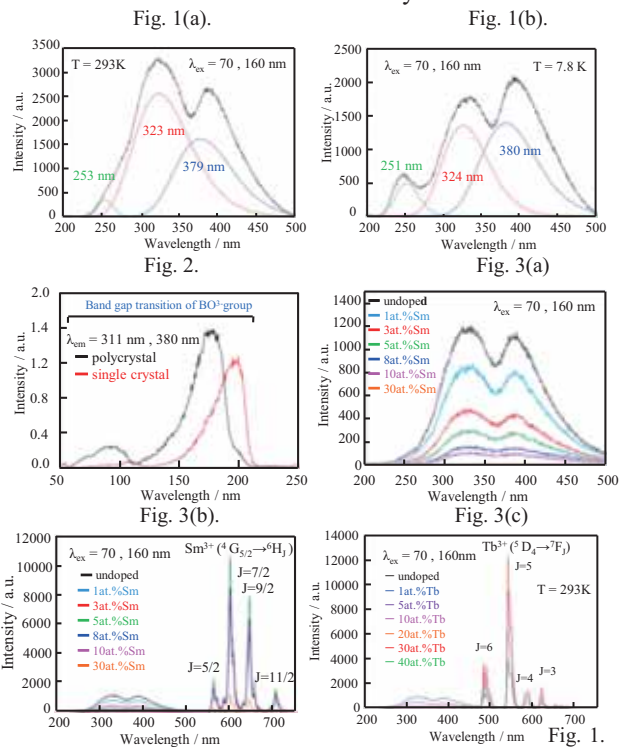 Fig. 1(a).
Fig. 1(b).
3500
3000
2500
2000
1500
1000
500
0
Intensity / a.u.
T = 293K
λex = 70 , 160 nm
323 nm
253 nm
379 nm
200 250 300 350 400 450 500
Wavelength / nm
2500
2000
1500
1000
500
0
Intensity / a.u.
λex = 70 , 160 nm
T = 7.8 K
251 nm
324 nm
380 nm
200 250 300 350 400 450 500
Wavelength / nm
Fig. 2.
Fig. 3(a)
2.0
1.4
1.2
0.8
0.4
0.0
Intensity / a.u.
Band gap transition of BO³-group
λem = 311 nm , 380 nm
polycrystal
single crystal
50 100 150 200 250
Wavelength / nm
1400
1200
1000
800
600
400
200
0
Intensity / a.u.
undoped
1at.%Sm
3at.%Sm
5at.%Sm
8at.%Sm
10at.%Sm
30at.%Sm
λex = 70, 160 nm
200 250 300 350 400 450 500
Wavelength / nm
Fig. 3(b).
Fig. 3(c)
12000
10000
8000
6000
4000
2000
0
Intensity / a.u.
λex = 70 , 160 nm
Sm³⁺ (⁴ G5/2→⁶HJ)
undoped
1at.%Sm
3at.%Sm
5at.%Sm
8at.%Sm
10at.%Sm
30at.%Sm
J=7/2
J=9/2
J=5/2
J=11/2
300 400 500 600 700
Wavelength / nm
14000
12000
10000
8000
6000
4000
2000
0
Intensity / a.u.
Tb³⁺ (⁵ D4→⁷FJ)
λex = 70, 160nm
J=5
T = 293K
undoped
1at.%Tb
5at.%Tb
10at.%Tb
20at.%Tb
30at.%Tb
40at.%Tb
J=6
J=4
J=3
300 400 500 600 700
Wavelength / nm
Fig. 1.